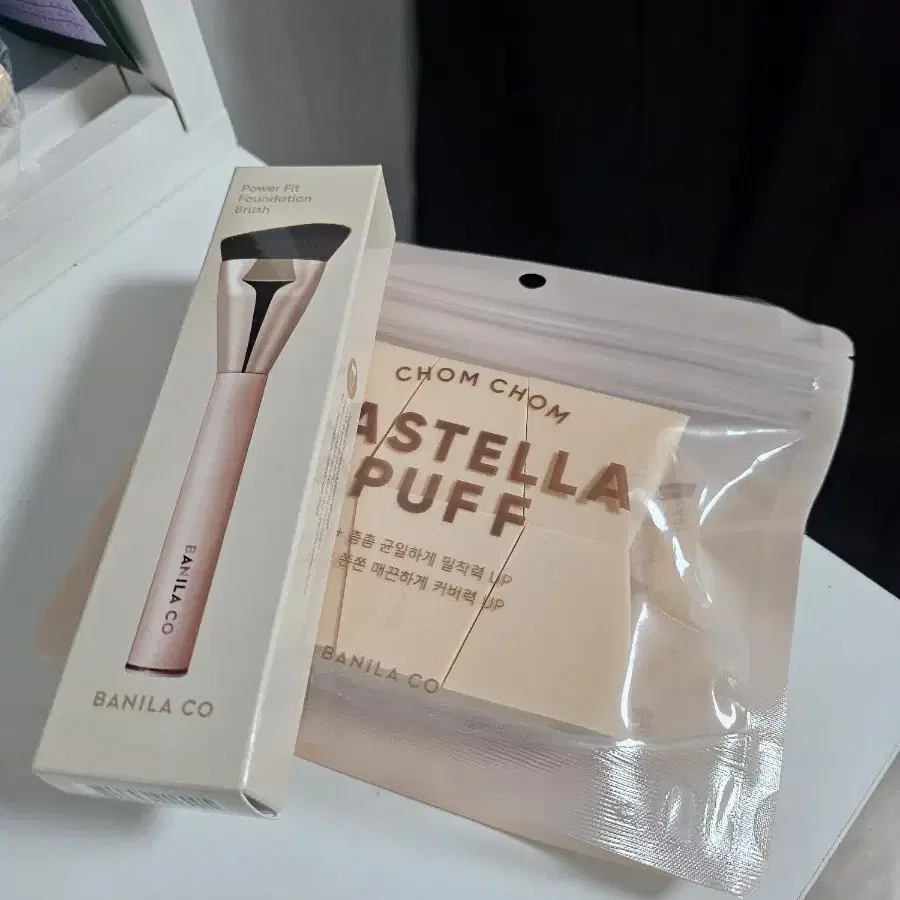 Power Fit
Foundation
Brush
BANILA CO
BANILA CO
CHOM CHOM
ASTELLA
PUFF
+ 촘촘 균일하게 밀착력 UP
쫀쫀 매끈하게 커버력 UP
BANILA CO